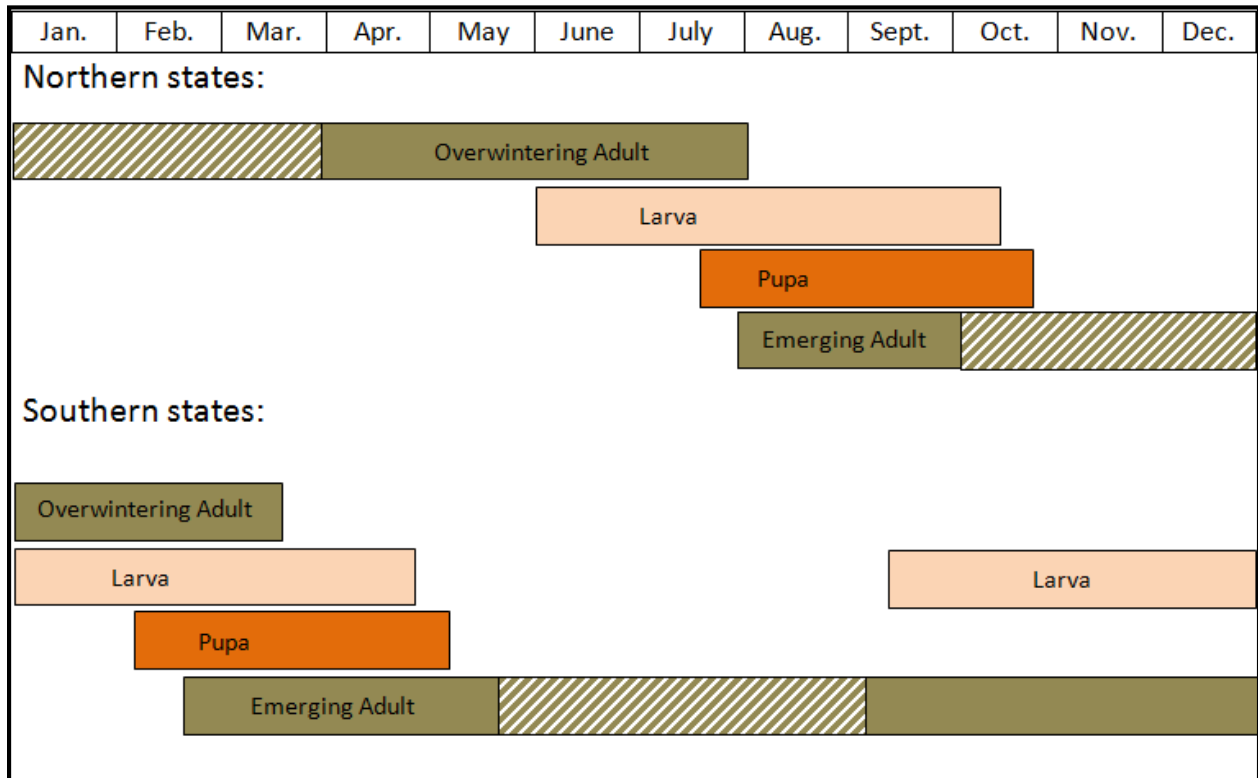 Jan. Feb. Mar. Apr. May June July Aug. Sept. Oct. Nov. Dec.
Northern states:
Overwintering Adult
Larva
Pupa
Emerging Adult
Southern states:
Overwintering Adult
Larva Larva
Pupa
Emerging Adult